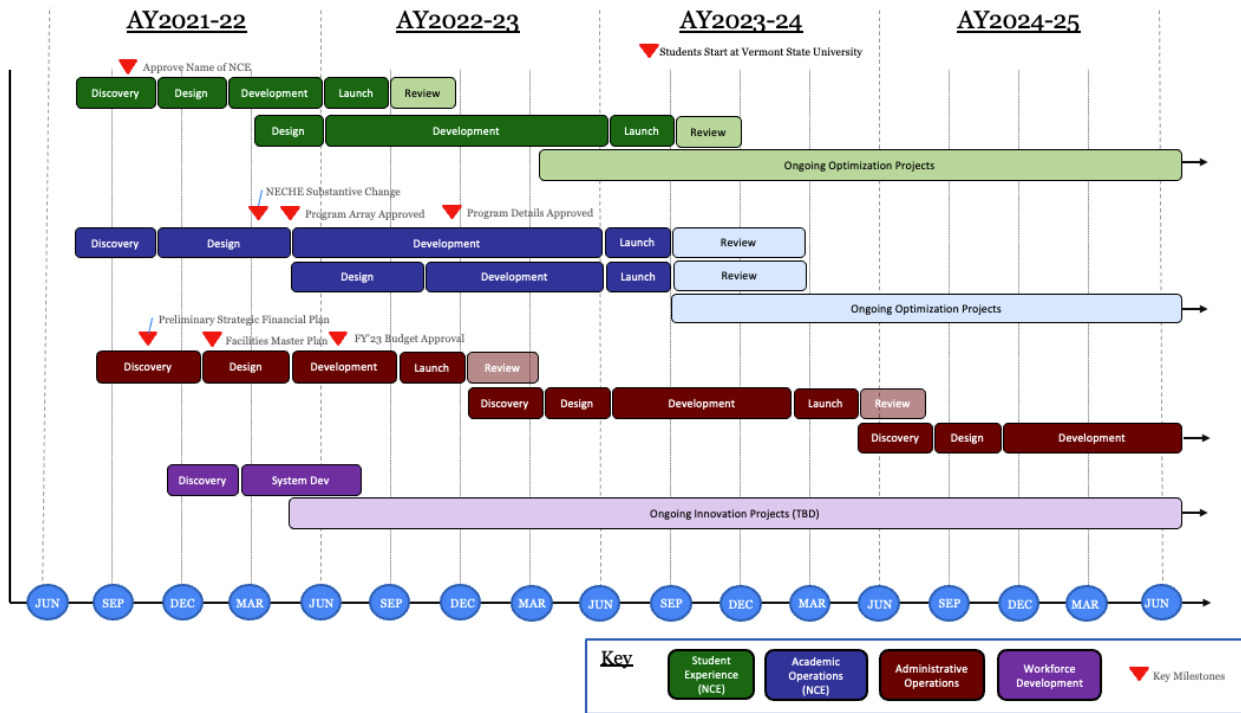 AY2021-22 AY2022-23 AY2023-24 AY2024-25
Students Start at Vermont State University
Approve Name of NCE
Discovery Design Development Launch Review
Design Development Launch Review
Ongoing Optimization Projects
NECHE Substantive Change
Program Array Approved Program Details Approved
Discovery Design Development Launch Review
Design Development Launch Review
Ongoing Optimization Projects
Preliminary Strategic Financial Plan
Facilities Master Plan FY'23 Budget Approval
Discovery Design Development Launch Review
Discovery Design Development Launch Review
Discovery Design Development
Discovery System Dev
Ongoing Innovation Projects (TBD)
JUN SEP DEC MAR JUN SEP DEC MAR JUN SEP DEC MAR JUN SEP DEC MAR JUN
Key
Student
Experience
(NCE)
Academic
Operations
(NCE)
Administrative
Operations
Workforce
Development
Key Milestones